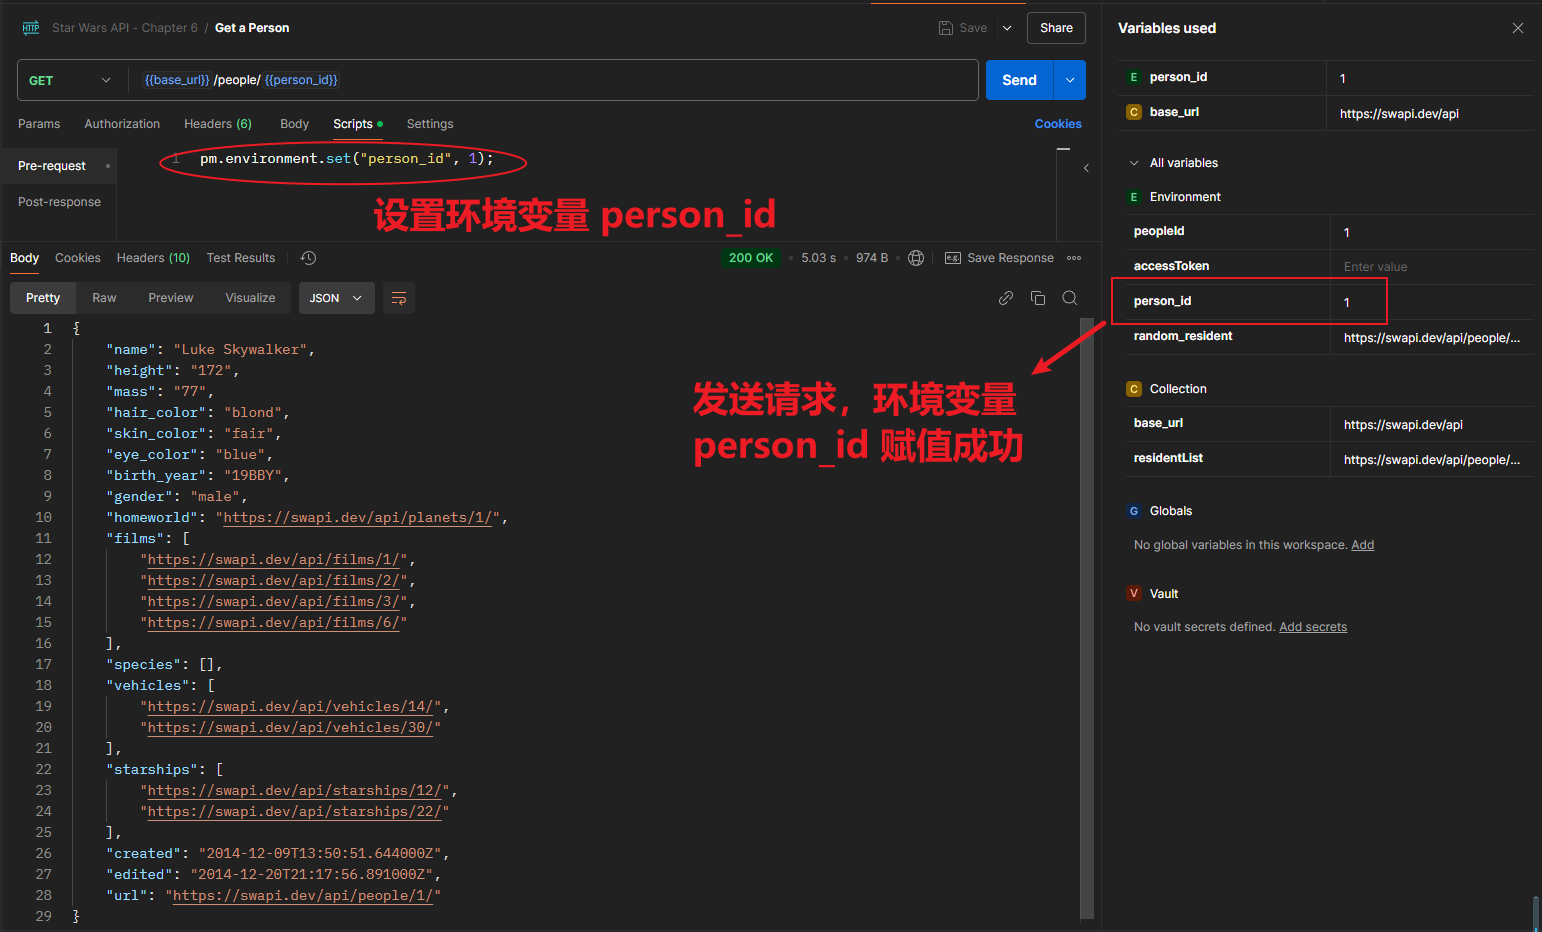 HTTP Star Wars API - Chapter 6 / Get a Person Save Share
GET {{base_url}} /people/ {{person_id}} Send
Params Authorization Headers (6) Body Scripts Settings Cookies
Pre-request
1 pm.environment.set("person_id", 1);
Post-response
设置环境变量 person_id
Body Cookies Headers (10) Test Results 200 OK 5.03 s 974 B e.g. Save Response
Pretty Raw Preview Visualize JSON
1 {
2 "name": "Luke Skywalker",
3 "height": "172",
4 "mass": "77",
5 "hair_color": "blond",
6 "skin_color": "fair",
7 "eye_color": "blue",
8 "birth_year": "19BBY",
9 "gender": "male",
10 "homeworld": "https://swapi.dev/api/planets/1/",
11 "films": [
12 "https://swapi.dev/api/films/1/",
13 "https://swapi.dev/api/films/2/",
14 "https://swapi.dev/api/films/3/",
15 "https://swapi.dev/api/films/6/"
16 ],
17 "species": [],
18 "vehicles": [
19 "https://swapi.dev/api/vehicles/14/",
20 "https://swapi.dev/api/vehicles/30/"
21 ],
22 "starships": [
23 "https://swapi.dev/api/starships/12/",
24 "https://swapi.dev/api/starships/22/"
25 ],
26 "created": "2014-12-09T13:50:51.644000Z",
27 "edited": "2014-12-20T21:17:56.891000Z",
28 "url": "https://swapi.dev/api/people/1/"
29 }
发送请求，环境变量
person_id 赋值成功
Variables used
E person_id 1
C base_url https://swapi.dev/api
All variables
E Environment
peopleId 1
accessToken Enter value
person_id 1
random_resident https://swapi.dev/api/people/...
C Collection
base_url https://swapi.dev/api
residentList https://swapi.dev/api/people/...
G Globals
No global variables in this workspace. Add
V Vault
No vault secrets defined. Add secrets